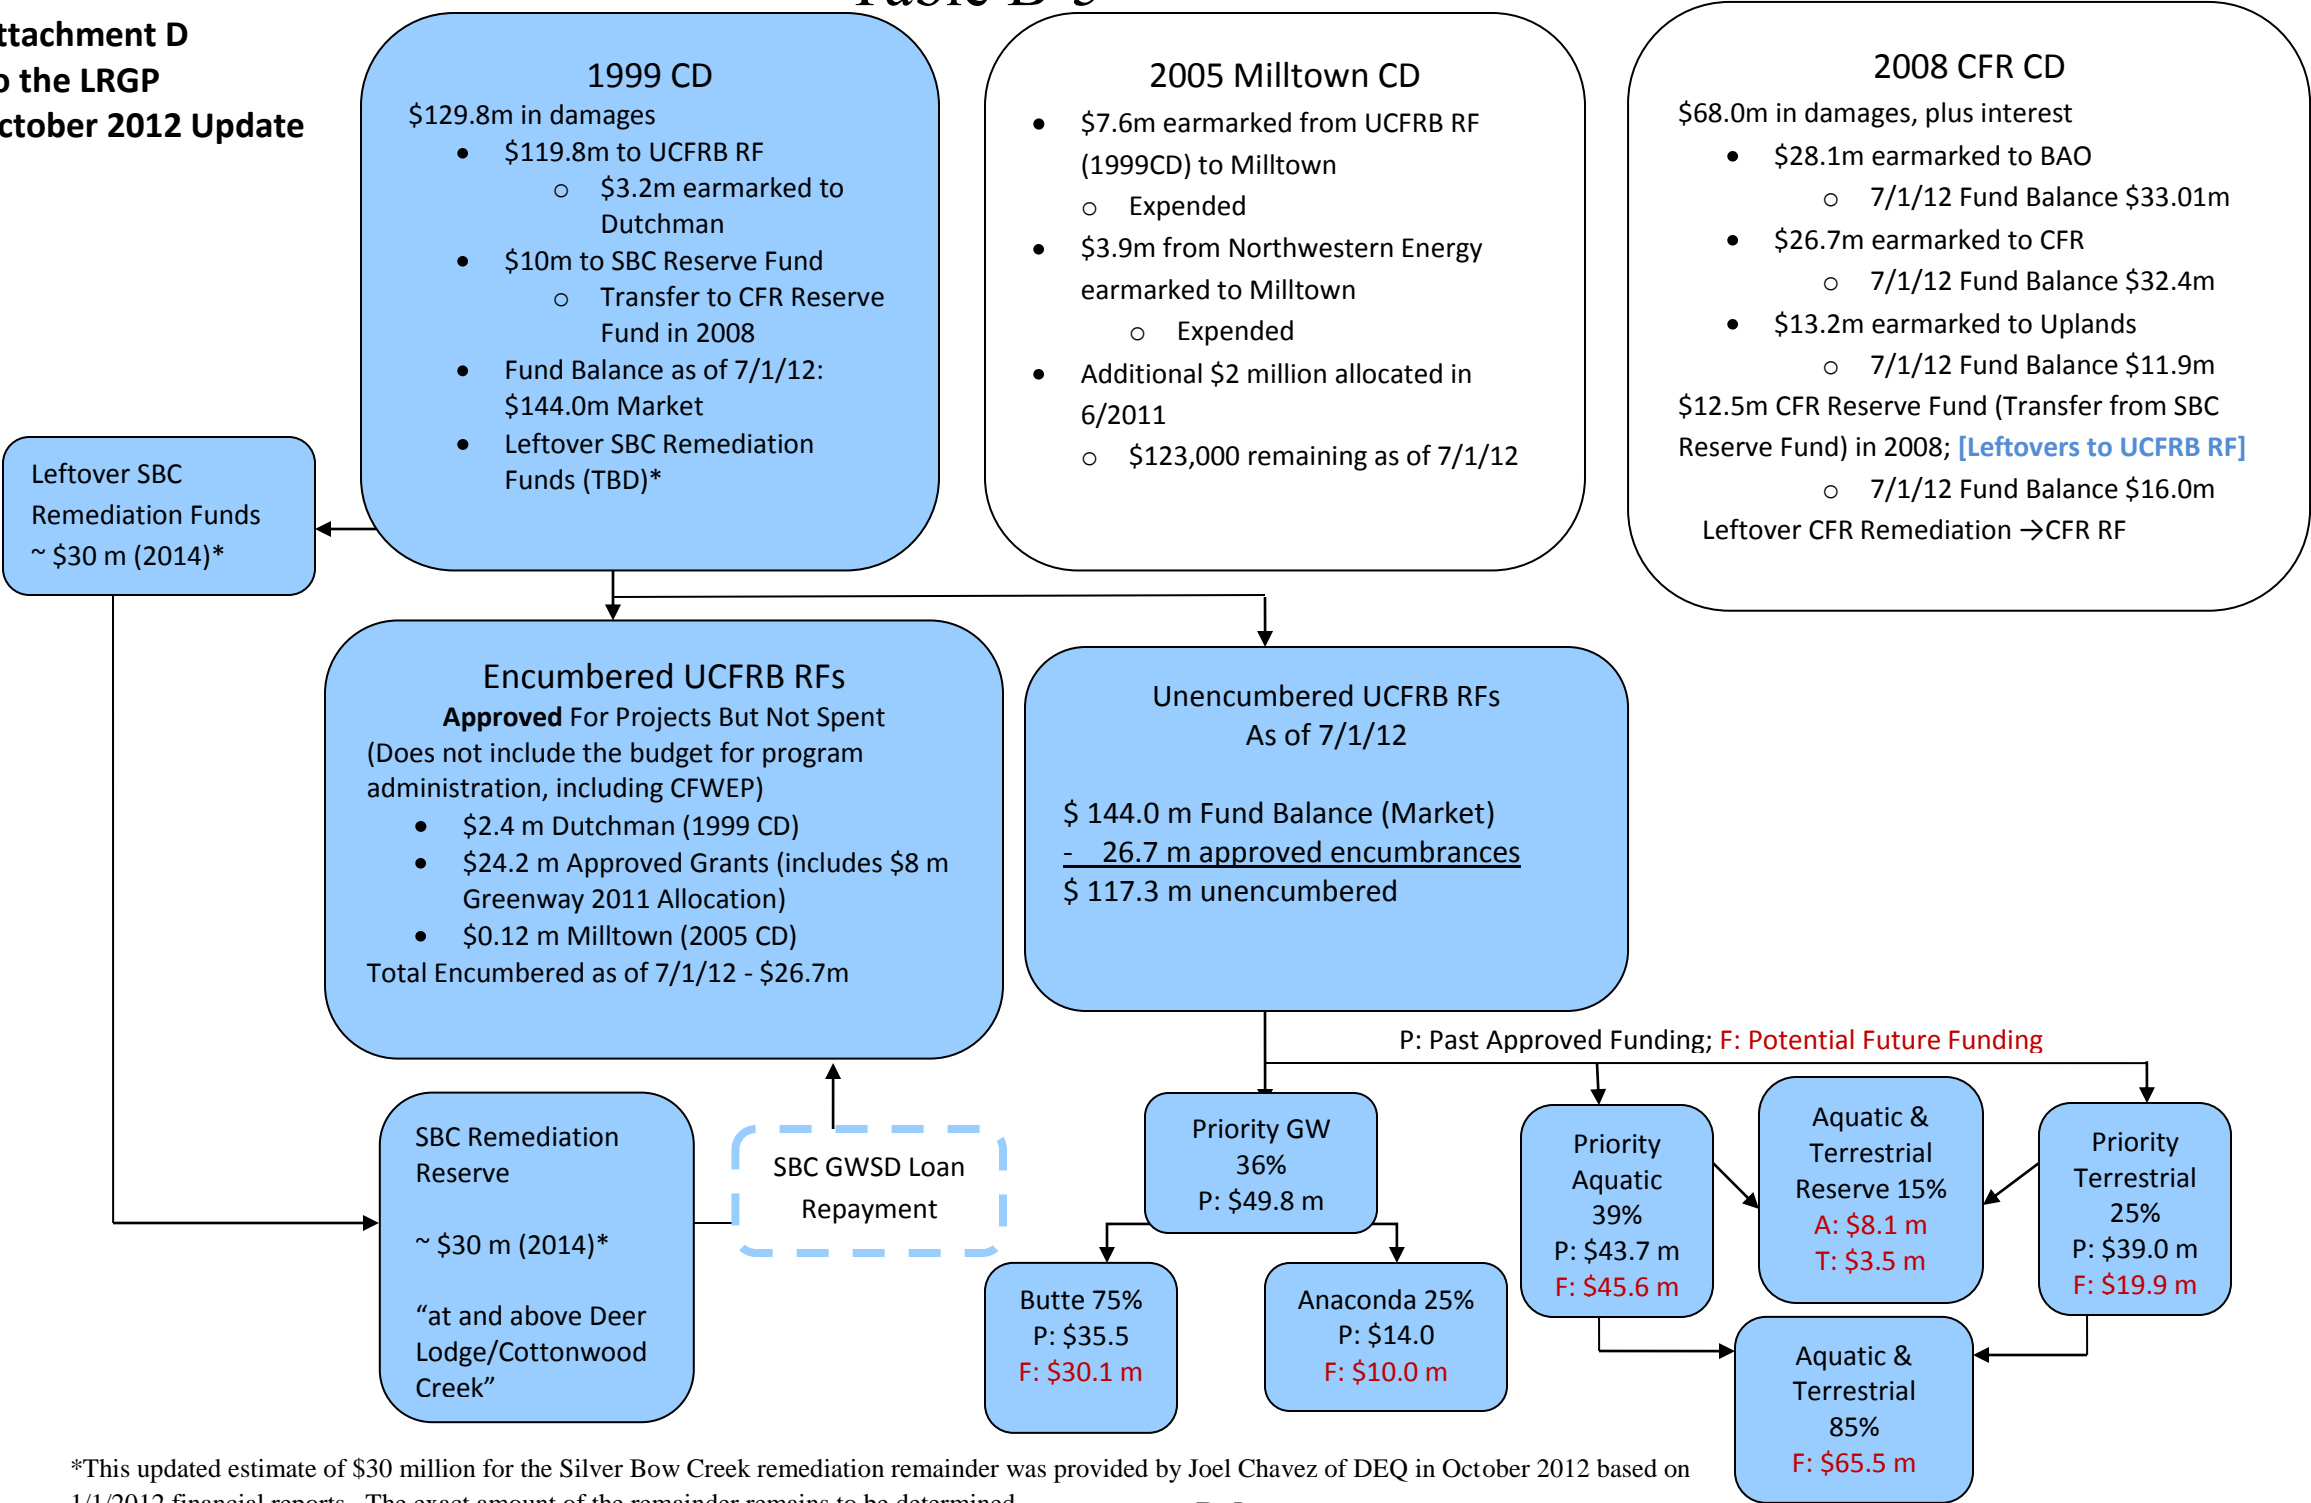 Table B-3
ttachment D
o the LRGP
ctober 2012 Update
1999 CD
$129.8m in damages
• $119.8m to UCFRB RF
o $3.2m earmarked to
Dutchman
• $10m to SBC Reserve Fund
o Transfer to CFR Reserve
Fund in 2008
• Fund Balance as of 7/1/12:
$144.0m Market
• Leftover SBC Remediation
Funds (TBD)*
2005 Milltown CD
• $7.6m earmarked from UCFRB RF
(1999CD) to Milltown
o Expended
• $3.9m from Northwestern Energy
earmarked to Milltown
o Expended
• Additional $2 million allocated in
6/2011
o $123,000 remaining as of 7/1/12
2008 CFR CD
$68.0m in damages, plus interest
• $28.1m earmarked to BAO
o 7/1/12 Fund Balance $33.01m
• $26.7m earmarked to CFR
o 7/1/12 Fund Balance $32.4m
• $13.2m earmarked to Uplands
o 7/1/12 Fund Balance $11.9m
$12.5m CFR Reserve Fund (Transfer from SBC
Reserve Fund) in 2008; [Leftovers to UCFRB RF]
o 7/1/12 Fund Balance $16.0m
Leftover CFR Remediation →CFR RF
Leftover SBC
Remediation Funds
~ $30 m (2014)*
Encumbered UCFRB RFs
Approved For Projects But Not Spent
(Does not include the budget for program
administration, including CFWEP)
• $2.4 m Dutchman (1999 CD)
• $24.2 m Approved Grants (includes $8 m
Greenway 2011 Allocation)
• $0.12 m Milltown (2005 CD)
Total Encumbered as of 7/1/12 - $26.7m
Unencumbered UCFRB RFs
As of 7/1/12
$ 144.0 m Fund Balance (Market)
- 26.7 m approved encumbrances
$ 117.3 m unencumbered
P: Past Approved Funding; F: Potential Future Funding
SBC Remediation
Reserve
~ $30 m (2014)*
“at and above Deer
Lodge/Cottonwood
Creek”
SBC GWSD Loan
Repayment
Priority GW
36%
P: $49.8 m
Butte 75%
P: $35.5
F: $30.1 m
Anaconda 25%
P: $14.0
F: $10.0 m
Priority
Aquatic
39%
P: $43.7 m
F: $45.6 m
Aquatic &
Terrestrial
Reserve 15%
A: $8.1 m
T: $3.5 m
Priority
Terrestrial
25%
P: $39.0 m
F: $19.9 m
Aquatic &
Terrestrial
85%
F: $65.5 m
*This updated estimate of $30 million for the Silver Bow Creek remediation remainder was provided by Joel Chavez of DEQ in October 2012 based on
1/1/2012 financial reports. The exact amount of the remainder remains to be determined.